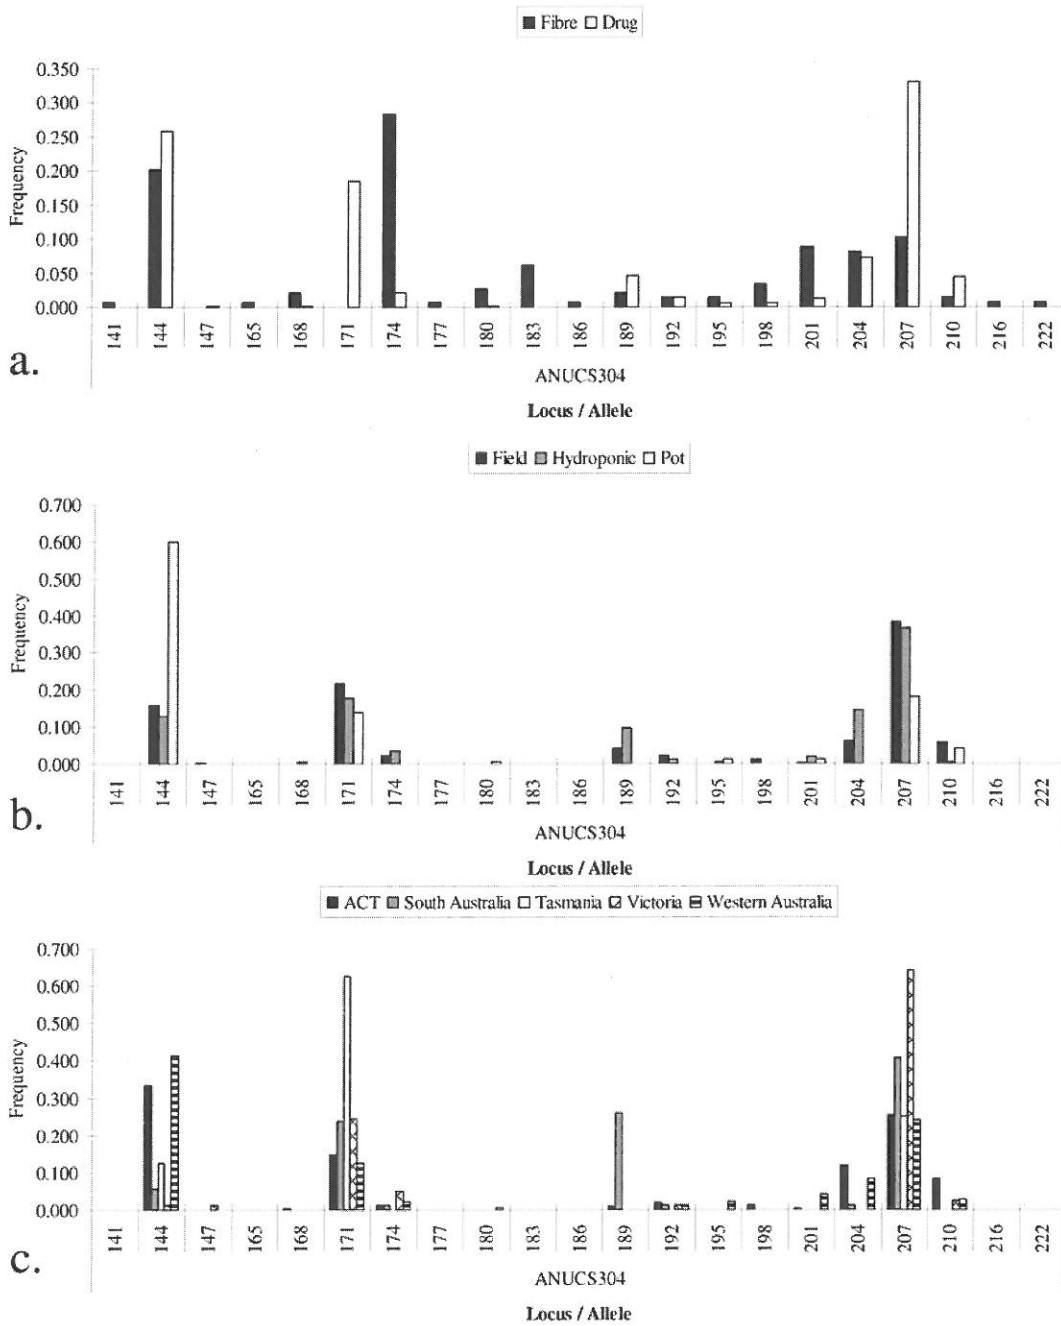 Fibre Drug
0.350
0.300
0.250
0.200
0.150
0.100
0.050
0.000
Frequency
141 144 147 165 168 171 174 177 180 183 186 189 192 195 198 201 204 207 210 216 222
a.
ANUCS304
Locus / Allele
Field Hydroponic Pot
0.700
0.600
0.500
0.400
0.300
0.200
0.100
0.000
Frequency
141 144 147 165 168 171 174 177 180 183 186 189 192 195 198 201 204 207 210 216 222
b.
ANUCS304
Locus / Allele
ACT South Australia Tasmania Victoria Western Australia
0.700
0.600
0.500
0.400
0.300
0.200
0.100
0.000
Frequency
141 144 147 165 168 171 174 177 180 183 186 189 192 195 198 201 204 207 210 216 222
c.
ANUCS304
Locus / Allele